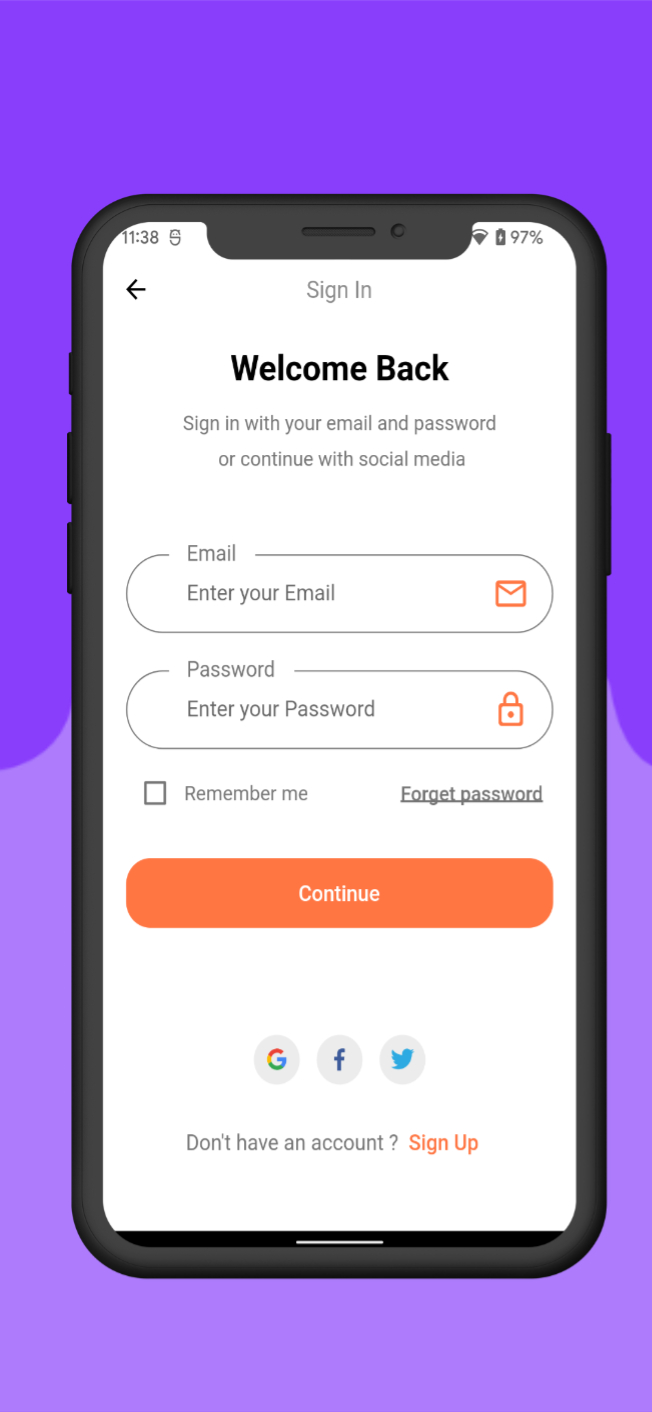 11:38 97%
Sign In
Welcome Back
Sign in with your email and password
or continue with social media
Email
Enter your Email
Password
Enter your Password
Remember me Forget password
Continue
Don't have an account ? Sign Up